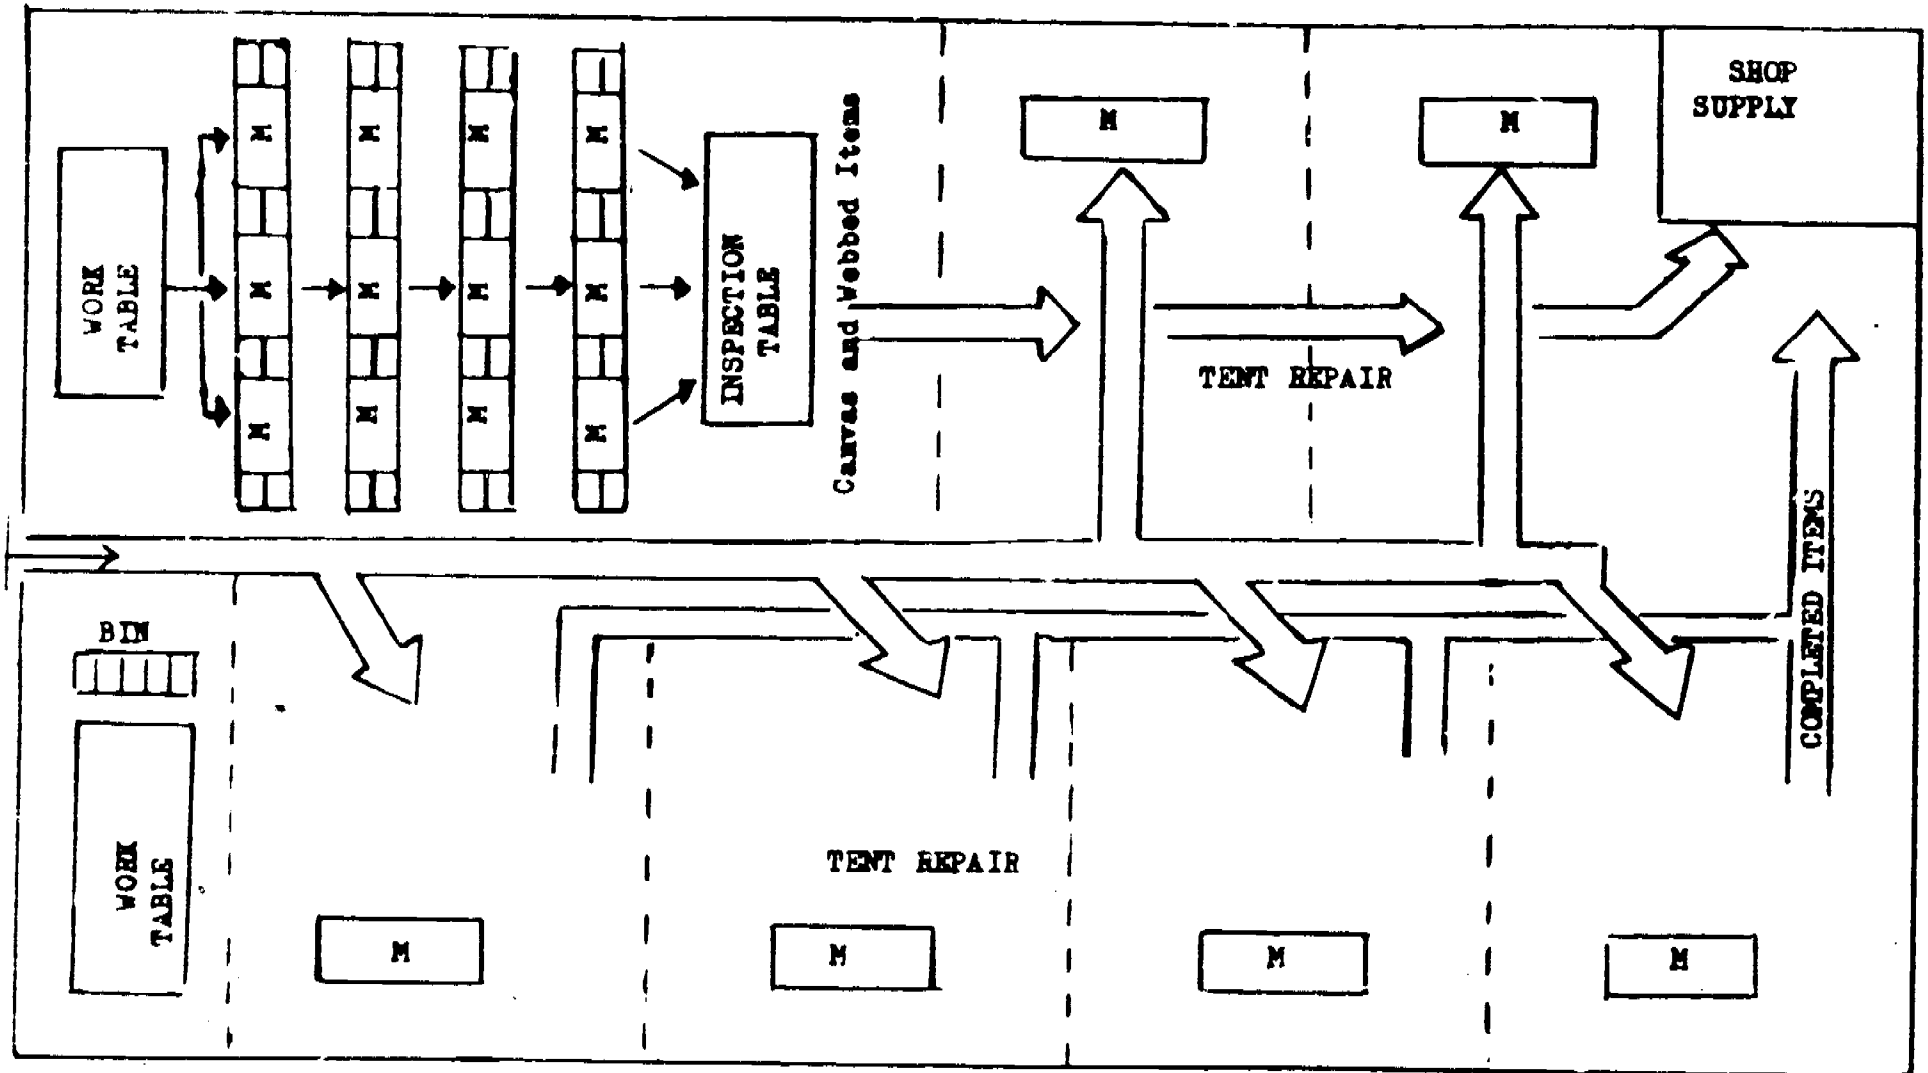 SHOP
SUPPLY
M
M
M
M
M
M
M
M
M
M
M
M
M
M
WORK
TABLE
INSPECTION
TABLE
Canvas and Webbed Items
TENT REPAIR
COMPLETED ITEMS
BIN
WORK
TABLE
TENT REPAIR
M
M
M
M